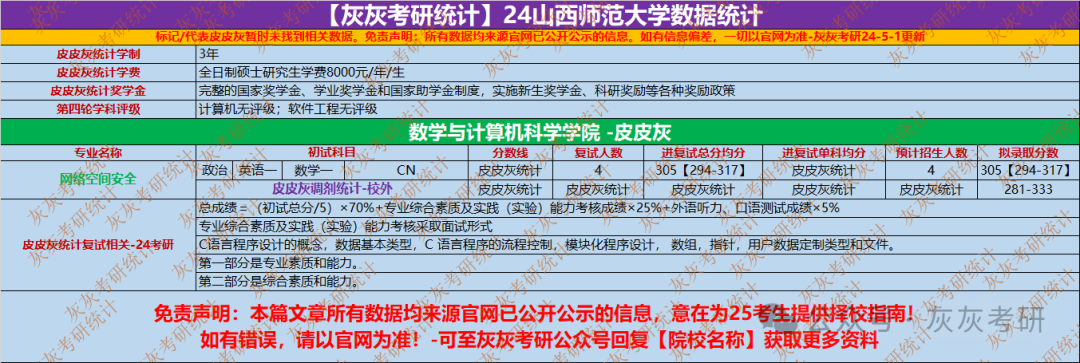 【灰灰考研统计】24山西师范大学数据统计
标记/代表皮皮灰暂时未找到相关数据。免责声明：所有数据均来源官网已公开公示的信息。如有信息偏差，一切以官网为准-灰灰考研24-5-1更新
皮皮灰统计学制 3年
皮皮灰统计学费 全日制硕士研究生学费8000元/年/生
皮皮灰统计奖学金 完整的国家奖学金、学业奖学金和国家助学金制度，实施新生奖学金、科研奖励等各种奖励政策
第四轮学科评级 计算机无评级；软件工程无评级
数学与计算机科学学院 -皮皮灰
专业名称 初试科目 分数线 复试人数 进复试总分均分 进复试单科均分 预计招生人数 拟录取分数
网络空间安全 政治 英语一 数学一 CN 皮皮灰统计 4 305【294-317】 皮皮灰统计 4 305【294-317】
皮皮灰调剂统计-校外 皮皮灰统计 皮皮灰统计 皮皮灰统计 皮皮灰统计 皮皮灰统计 281-333
皮皮灰统计复试相关-24考研
总成绩＝（初试总分/5）×70%+专业综合素质及实践（实验）能力考核成绩×25%+外语听力、口语测试成绩×5%
专业综合素质及实践（实验）能力考核采取面试形式
C语言程序设计的概念，数据基本类型，C 语言程序的流程控制，模块化程序设计， 数组，指针，用户数据定制类型和文件。
第一部分是专业素质和能力。
第二部分是综合素质和能力。
免责声明：本篇文章所有数据均来源官网已公开公示的信息，意在为25考生提供择校指南！
如有错误，请以官网为准！-可至灰灰考研公众号回复【院校名称】获取更多资料
公众号 · 灰灰考研
灰灰考研统计